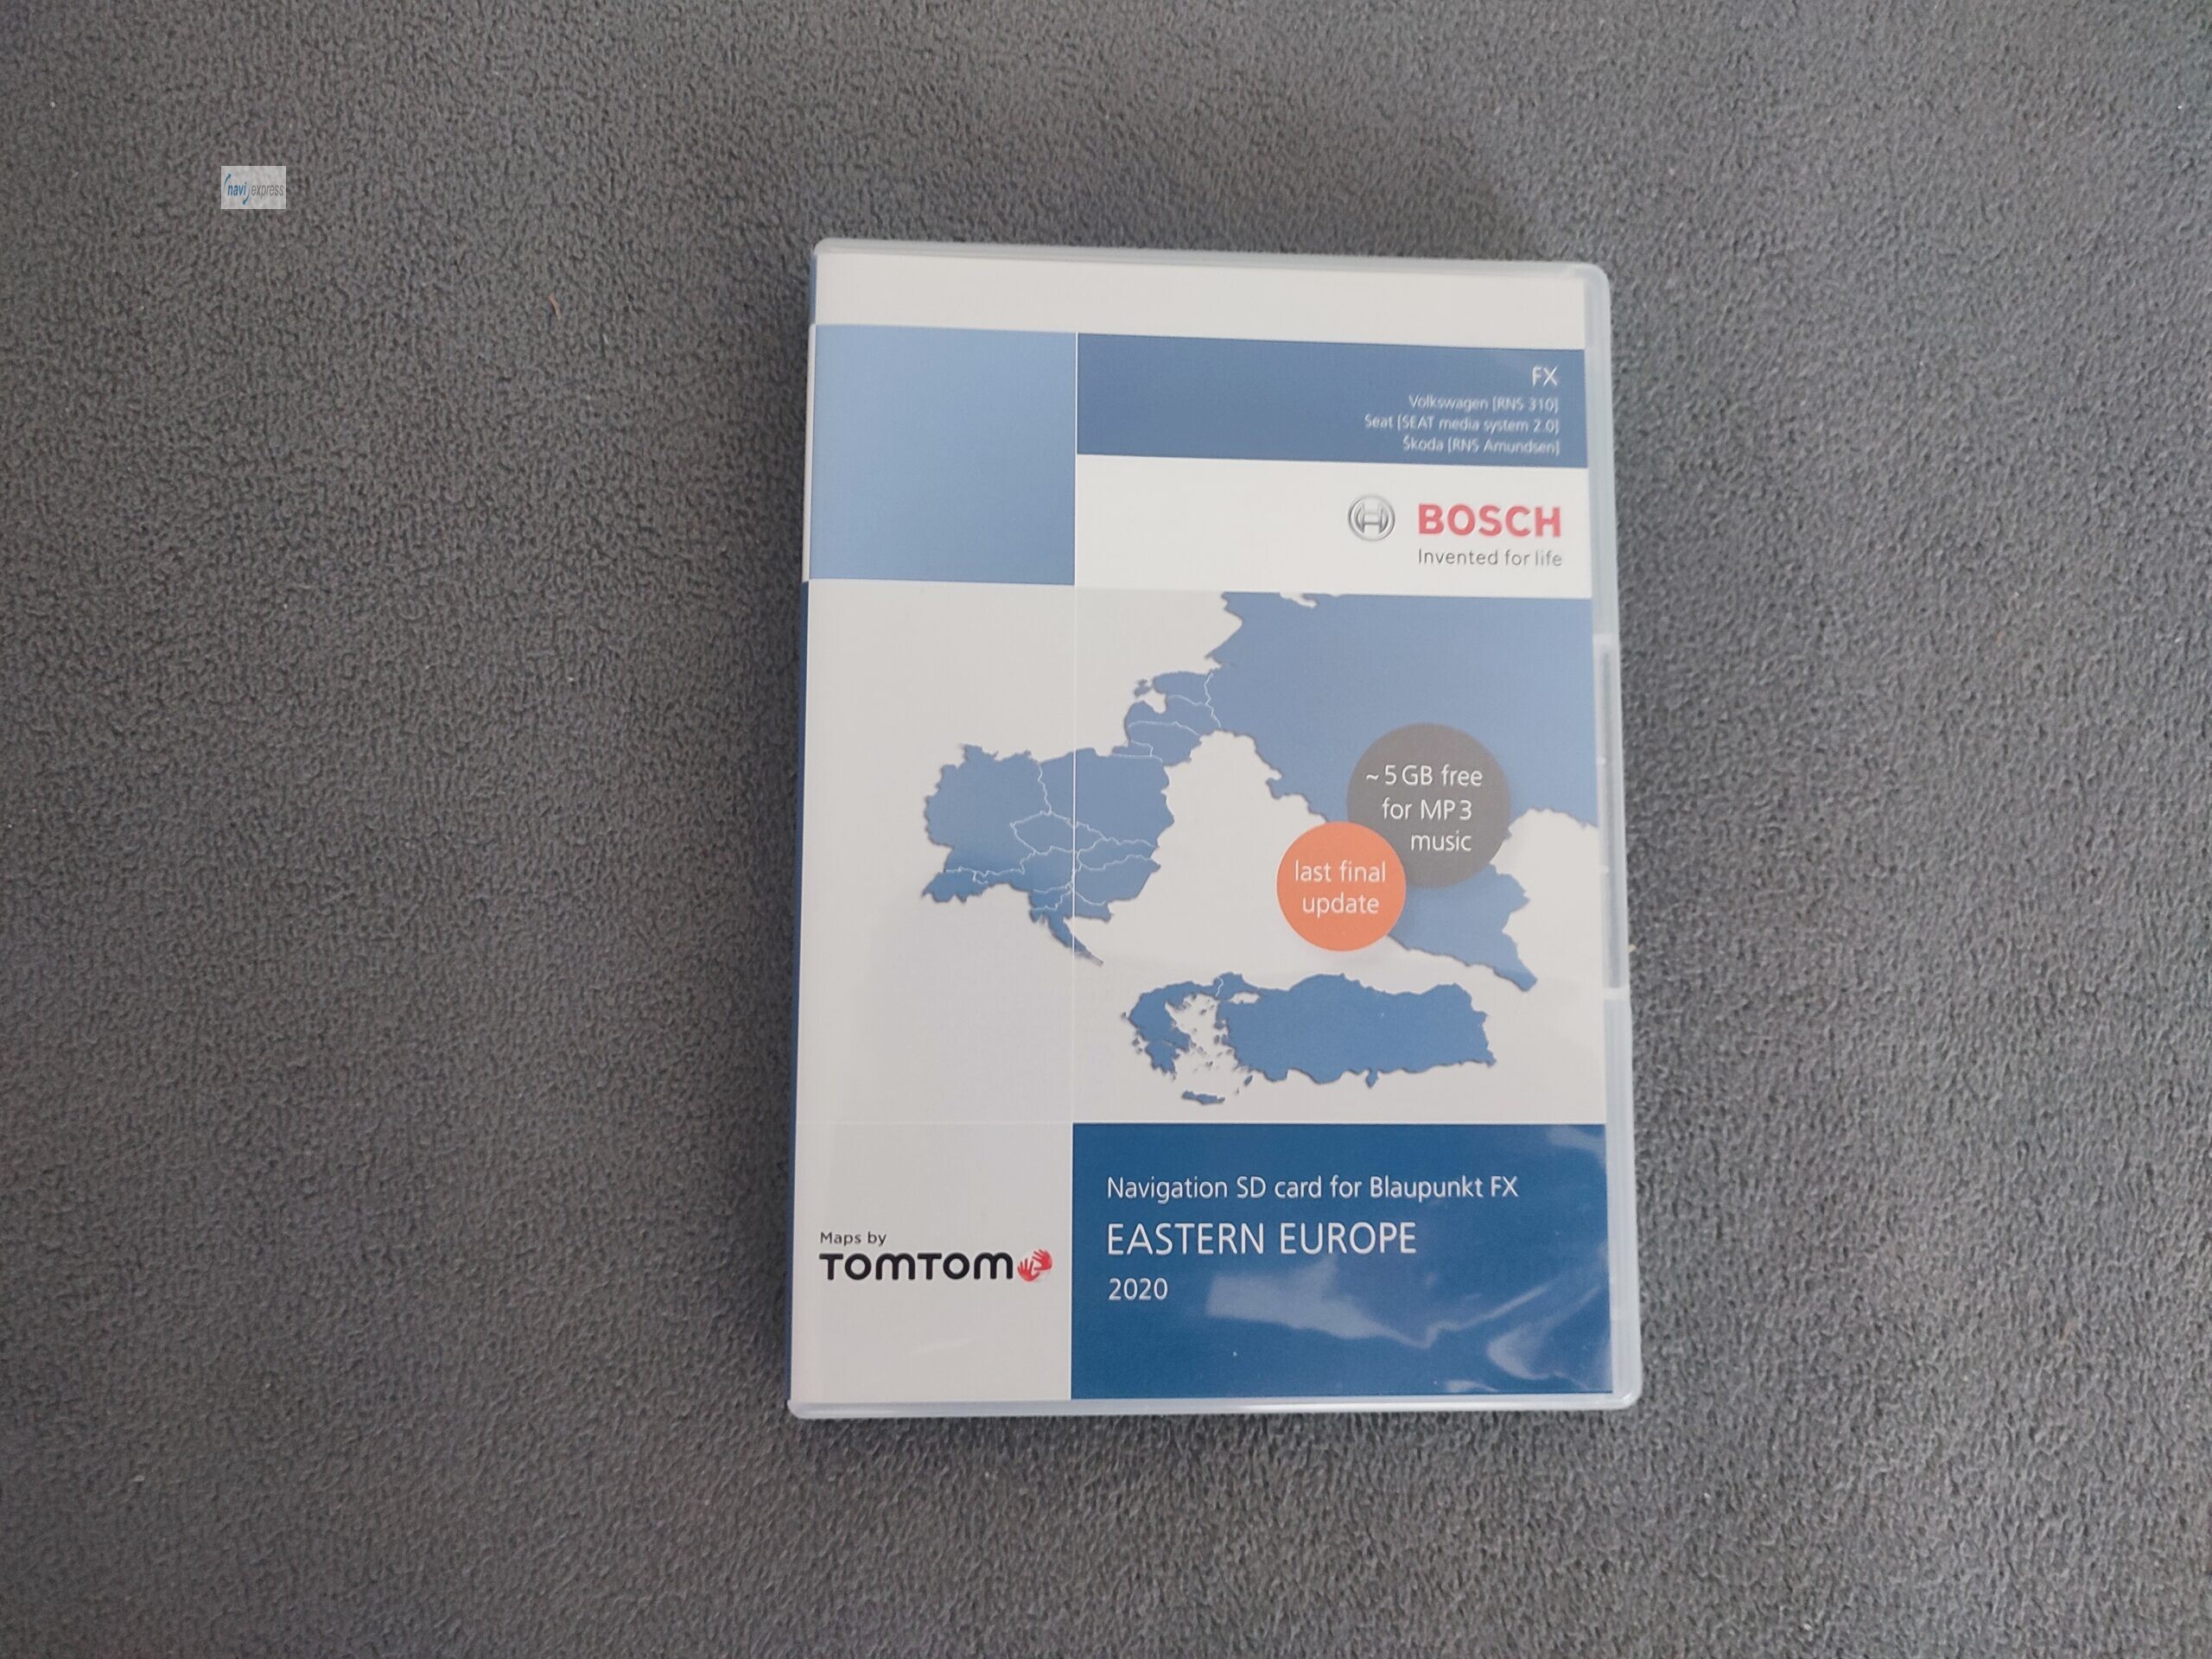 navi express
FX
Volkswagen [RNS 310]
Seat [SEAT media system 2.0]
Škoda [RNS Amundsen]
BOSCH
Invented for life
~ 5 GB free
for MP3
music
last final
update
Navigation SD card for Blaupunkt FX
EASTERN EUROPE
2020
Maps by
TOMTOM